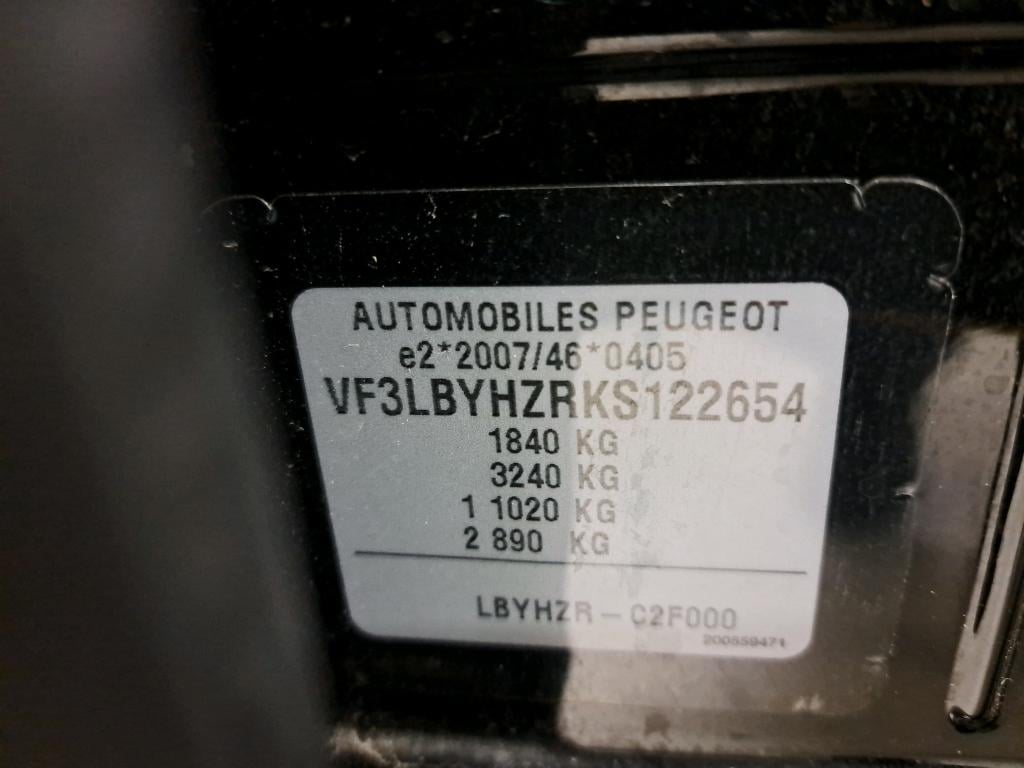 AUTOMOBILES PEUGEOT
e2*2007/46*0405
VF3LBYHZRKS122654
1840 KG
3240 KG
1 1020 KG
2 890 KG
LBYHZR - C2F000
200559471